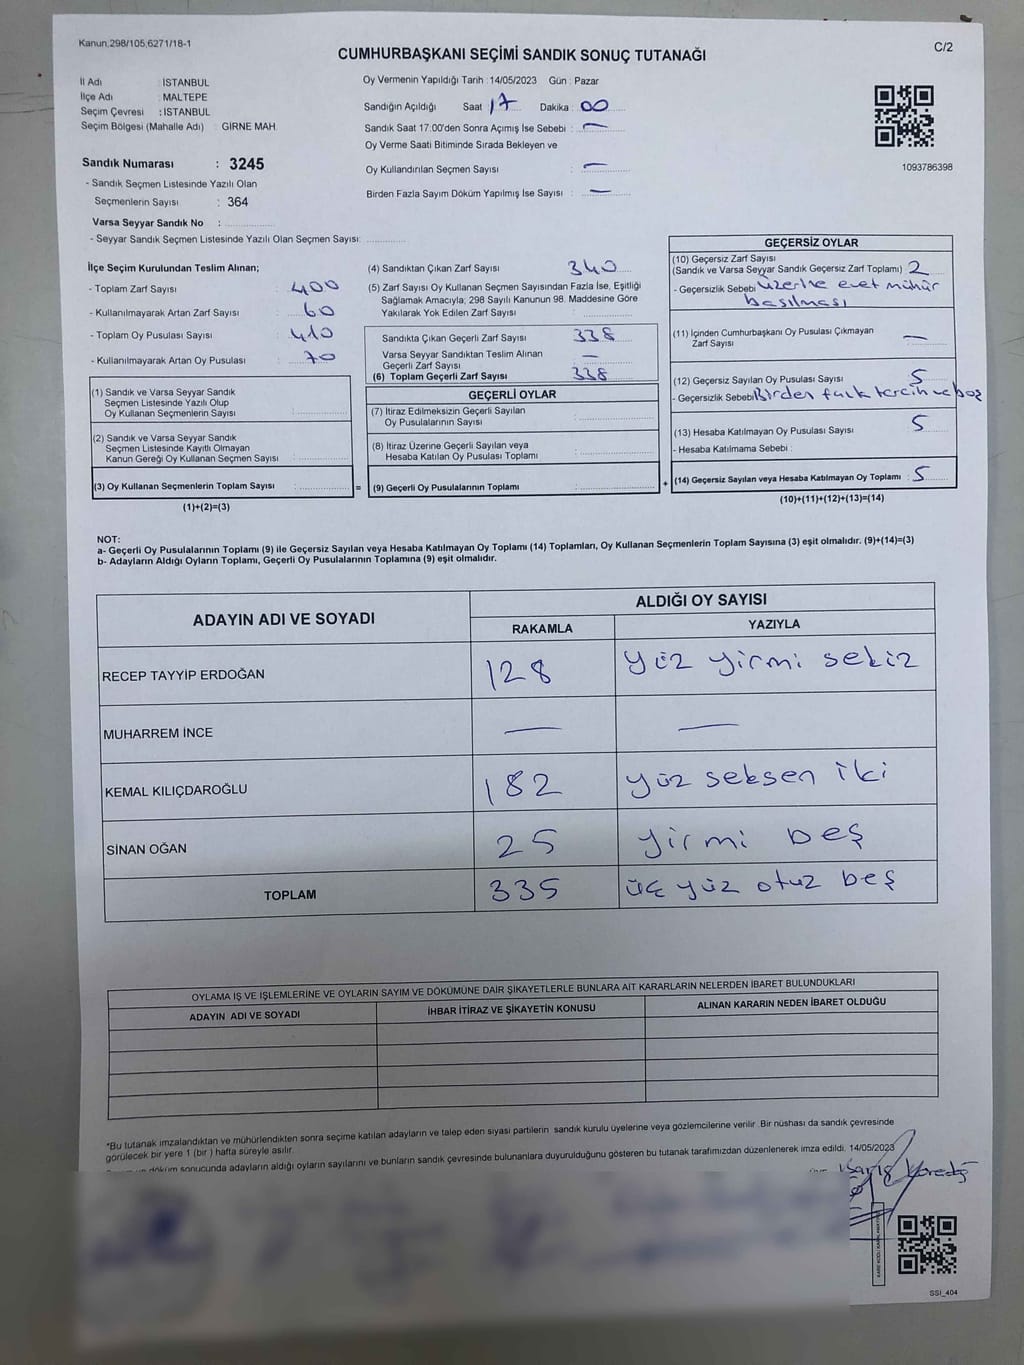 Kanun,298/105,6271/18-1
C/2
CUMHURBAŞKANI SEÇİMİ SANDIK SONUÇ TUTANAĞI
İl Adı : İSTANBUL
İlçe Adı : MALTEPE
Seçim Çevresi : İSTANBUL
Seçim Bölgesi (Mahalle Adı) : GİRNE MAH.
Sandık Numarası : 3245
- Sandık Seçmen Listesinde Yazılı Olan
Seçmenlerin Sayısı : 364
Varsa Seyyar Sandık No :
- Seyyar Sandık Seçmen Listesinde Yazılı Olan Seçmen Sayısı:
Oy Vermenin Yapıldığı Tarih : 14/05/2023 Gün : Pazar
Sandığın Açıldığı Saat 17 Dakika : 00
Sandık Saat 17:00'den Sonra Açımış İse Sebebi : —
Oy Verme Saati Bitiminde Sırada Bekleyen ve
Oy Kullandırılan Seçmen Sayısı : —
Birden Fazla Sayım Döküm Yapılmış İse Sayısı : —
1093786398
İlçe Seçim Kurulundan Teslim Alınan;
- Toplam Zarf Sayısı : 400
- Kullanılmayarak Artan Zarf Sayısı : 60
- Toplam Oy Pusulası Sayısı : 410
- Kullanılmayarak Artan Oy Pusulası : 70
(1) Sandık ve Varsa Seyyar Sandık
Seçmen Listesinde Yazılı Olup
Oy Kullanan Seçmenlerin Sayısı :
(2) Sandık ve Varsa Seyyar Sandık
Seçmen Listesinde Kayıtlı Olmayan
Kanun Gereği Oy Kullanan Seçmen Sayısı :
(3) Oy Kullanan Seçmenlerin Toplam Sayısı :
(1)+(2)=(3)
=
(4) Sandıktan Çıkan Zarf Sayısı : 340
(5) Zarf Sayısı Oy Kullanan Seçmen Sayısından Fazla İse, Eşitliği
Sağlamak Amacıyla; 298 Sayılı Kanunun 98. Maddesine Göre
Yakılarak Yok Edilen Zarf Sayısı :
Sandıkta Çıkan Geçerli Zarf Sayısı : 338
Varsa Seyyar Sandıktan Teslim Alınan
Geçerli Zarf Sayısı : —
(6) Toplam Geçerli Zarf Sayısı : 338
GEÇERLİ OYLAR
(7) İtiraz Edilmeksizin Geçerli Sayılan
Oy Pusulalarının Sayısı :
(8) İtiraz Üzerine Geçerli Sayılan veya
Hesaba Katılan Oy Pusulası Toplamı :
(9) Geçerli Oy Pusulalarının Toplamı :
+
GEÇERSİZ OYLAR
(10) Geçersiz Zarf Sayısı
(Sandık ve Varsa Seyyar Sandık Geçersiz Zarf Toplamı) 2
- Geçersizlik Sebebi üzerine evet mühür
basılması
(11) İçinden Cumhurbaşkanı Oy Pusulası Çıkmayan
Zarf Sayısı : —
(12) Geçersiz Sayılan Oy Pusulası Sayısı : 5
- Geçersizlik Sebebi Birden fazla tercih ve boş
(13) Hesaba Katılmayan Oy Pusulası Sayısı : 5
- Hesaba Katılmama Sebebi :
(14) Geçersiz Sayılan veya Hesaba Katılmayan Oy Toplamı : 5
(10)+(11)+(12)+(13)=(14)
NOT:
a- Geçerli Oy Pusulalarının Toplamı (9) ile Geçersiz Sayılan veya Hesaba Katılmayan Oy Toplamı (14) Toplamları, Oy Kullanan Seçmenlerin Toplam Sayısına (3) eşit olmalıdır. (9)+(14)=(3)
b- Adayların Aldığı Oyların Toplamı, Geçerli Oy Pusulalarının Toplamına (9) eşit olmalıdır.
ADAYIN ADI VE SOYADI
ALDIĞI OY SAYISI
RAKAMLA YAZIYLA
RECEP TAYYİP ERDOĞAN 128 yüz yirmi sekiz
MUHARREM İNCE — —
KEMAL KILIÇDAROĞLU 182 yüz seksen iki
SİNAN OĞAN 25 yirmi beş
TOPLAM 335 üç yüz otuz beş
OYLAMA İŞ VE İŞLEMLERİNE VE OYLARIN SAYIM VE DÖKÜMÜNE DAİR ŞİKAYETLERLE BUNLARA AİT KARARLARIN NELERDEN İBARET BULUNDUKLARI
ADAYIN ADI VE SOYADI İHBAR İTİRAZ VE ŞİKAYETİN KONUSU ALINAN KARARIN NEDEN İBARET OLDUĞU
*Bu tutanak imzalandıktan ve mühürlendikten sonra seçime katılan adayların ve talep eden siyasi partilerin sandık kurulu üyelerine veya gözlemcilerine verilir. Bir nüshası da sandık çevresinde
görülecek bir yere 1 (bir ) hafta süreyle asılır.
döküm sonucunda adayların aldığı oyların sayılarını ve bunların sandık çevresinde bulunanlara duyurulduğunu gösteren bu tutanak tarafımızdan düzenlenerek imza edildi. 14/05/2023
Barış
SSI_404